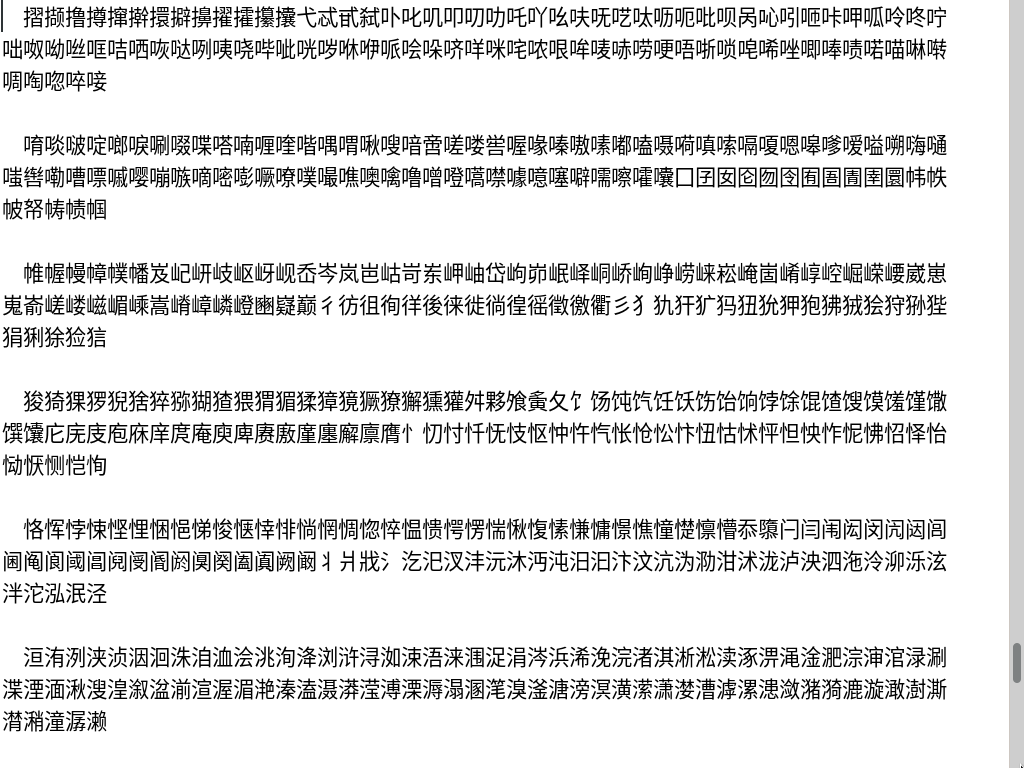 摺撷撸撙撺擀擐擗擤擢攉攥攮弋忒甙弑卟叱叽叩叨叻吒吖吆呋呒呓呔呖呃吡呗呙吣吲咂咔呷呱呤咚咛
咄呶呦咝哐咭哂咴哒咧咦哓哔呲咣哕咻咿哌哙哚哜咩咪咤哝哏哞唛哧唠哽唔哳唢唣唏唑唧唪啧喏喵啉啭
啁啕唿啐唼
唷啖啵啶啷唳唰啜喋嗒喃喱喹喈喁喟啾嗖喑啻嗟喽喾喔喙嗪嗷嗉嘟嗑嗫嗬嗔嗦嗝嗄嗯嗥嗲嗳嗌嗍嗨嗵
嗤辔嘞嘈嘌嘁嘤嘣嗾嘀嘧嘭噘嘹噗嘬噍噢噙噜噌噔嚆噤噱噫噻噼嚅嚓嚯囔囗囝囡囵囫囹囿圄圊圉圜帏帙
帔帑帱帻帼
帷幄幔幛幞幡岌屺岍岐岖岈岘岙岑岚岜岵岢岽岬岫岱岣峁岷峄峒峤峋峥崂崃崧崦崮崤崞崆崛嵘崾崴崽
嵬嵛嵯嵝嵫嵋嵊嵩嵴嶂嶙嶝豳嶷巅彳彷徂徇徉後徕徙徜徨徭徵徼衢彡犭犰犴犷犸狃狁狎狍狒狨狯狩狲狴
狷猁狳猃狺
狻猗猓猡猊猞猝猕猢猹猥猬猸猱獐獍獗獠獬獯獾舛夥飧夤夂饣饧饨饩饪饫饬饴饷饽馀馄馇馊馍馐馑馓
馔馕庀庑庋庖庥庠庹庵庾庳赓廒廑廛廨廪膺忄忉忖忏怃忮怄忡忤忾怅怆忪忭忸怙怵怦怛怏怍怩怫怊怿怡
恸恹恻恺恂
恪恽悖悚悭悝悃悒悌悛惬悻悱惝惘惆惚悴愠愦愕愣惴愀愎愫慊慵憬憔憧憷懔懵忝隳闩闫闱闳闵闶闼闾
阃阄阆阈阊阋阌阍阏阒阕阖阗阙阚丬爿戕氵汔汜汊沣沅沐沔沌汨汩汴汶沆沩泐泔沭泷泸泱泗沲泠泖泺泫
泮沱泓泯泾
洹洧洌浃浈洇洄洙洎洫浍洮洵洚浏浒浔洳涑浯涞涠浞涓涔浜浠浼浣渚淇淅淞渎涿淠渑淦淝淙渖涫渌涮
渫湮湎湫溲湟溆湓湔渲渥湄滟溱溘滠漭滢溥溧溽溻溷滗溴滏溏滂溟潢潆潇漤漕滹漯漶潋潴漪漉漩澉澍澌
潸潲潼潺濑